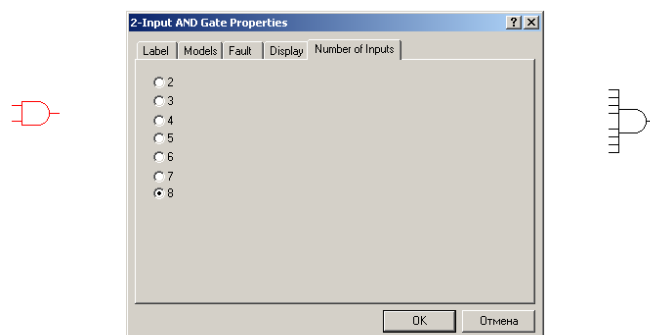 2-Input AND Gate Properties
Label Models Fault Display Number of Inputs
2
3
4
5
6
7
8
OK Отмена